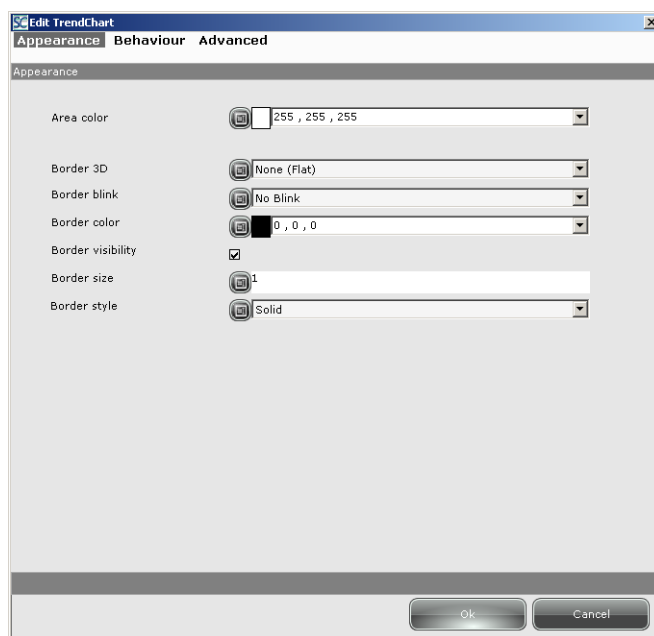 SC Edit TrendChart
Appearance Behaviour Advanced
Appearance
Area color 255 , 255 , 255
Border 3D None (Flat)
Border blink No Blink
Border color 0 , 0 , 0
Border visibility
Border size 1
Border style Solid
Ok Cancel